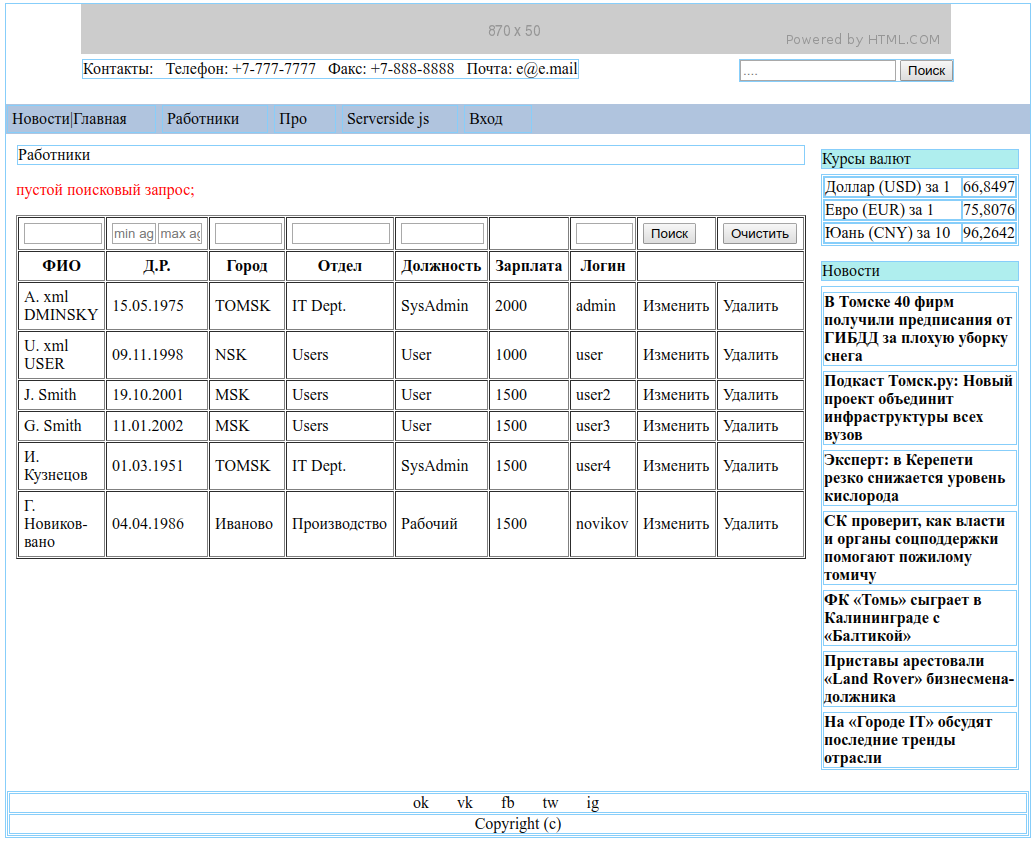 870 x 50
Powered by HTML.COM
Контакты: Телефон: +7-777-7777 Факс: +7-888-8888 Почта: e@e.mail
.... Поиск
Новости|Главная Работники Про Serverside js Вход
Работники
пустой поисковый запрос;
min ag max ag Поиск Очистить
ФИО Д.Р. Город Отдел Должность Зарплата Логин
A. xml DMINSKY 15.05.1975 TOMSK IT Dept. SysAdmin 2000 admin Изменить Удалить
U. xml USER 09.11.1998 NSK Users User 1000 user Изменить Удалить
J. Smith 19.10.2001 MSK Users User 1500 user2 Изменить Удалить
G. Smith 11.01.2002 MSK Users User 1500 user3 Изменить Удалить
И. Кузнецов 01.03.1951 TOMSK IT Dept. SysAdmin 1500 user4 Изменить Удалить
Г. Новиков-вано 04.04.1986 Иваново Производство Рабочий 1500 novikov Изменить Удалить
Курсы валют
Доллар (USD) за 1 66,8497
Евро (EUR) за 1 75,8076
Юань (CNY) за 10 96,2642
Новости
В Томске 40 фирм
получили предписания от
ГИБДД за плохую уборку
снега
Подкаст Томск.ру: Новый
проект объединит
инфраструктуры всех
вузов
Эксперт: в Керепети
резко снижается уровень
кислорода
СК проверит, как власти
и органы соцподдержки
помогают пожилому
томичу
ФК «Томь» сыграет в
Калининграде с
«Балтикой»
Приставы арестовали
«Land Rover» бизнесмена-
должника
На «Городе IT» обсудят
последние тренды
отрасли
ok vk fb tw ig
Copyright (c)